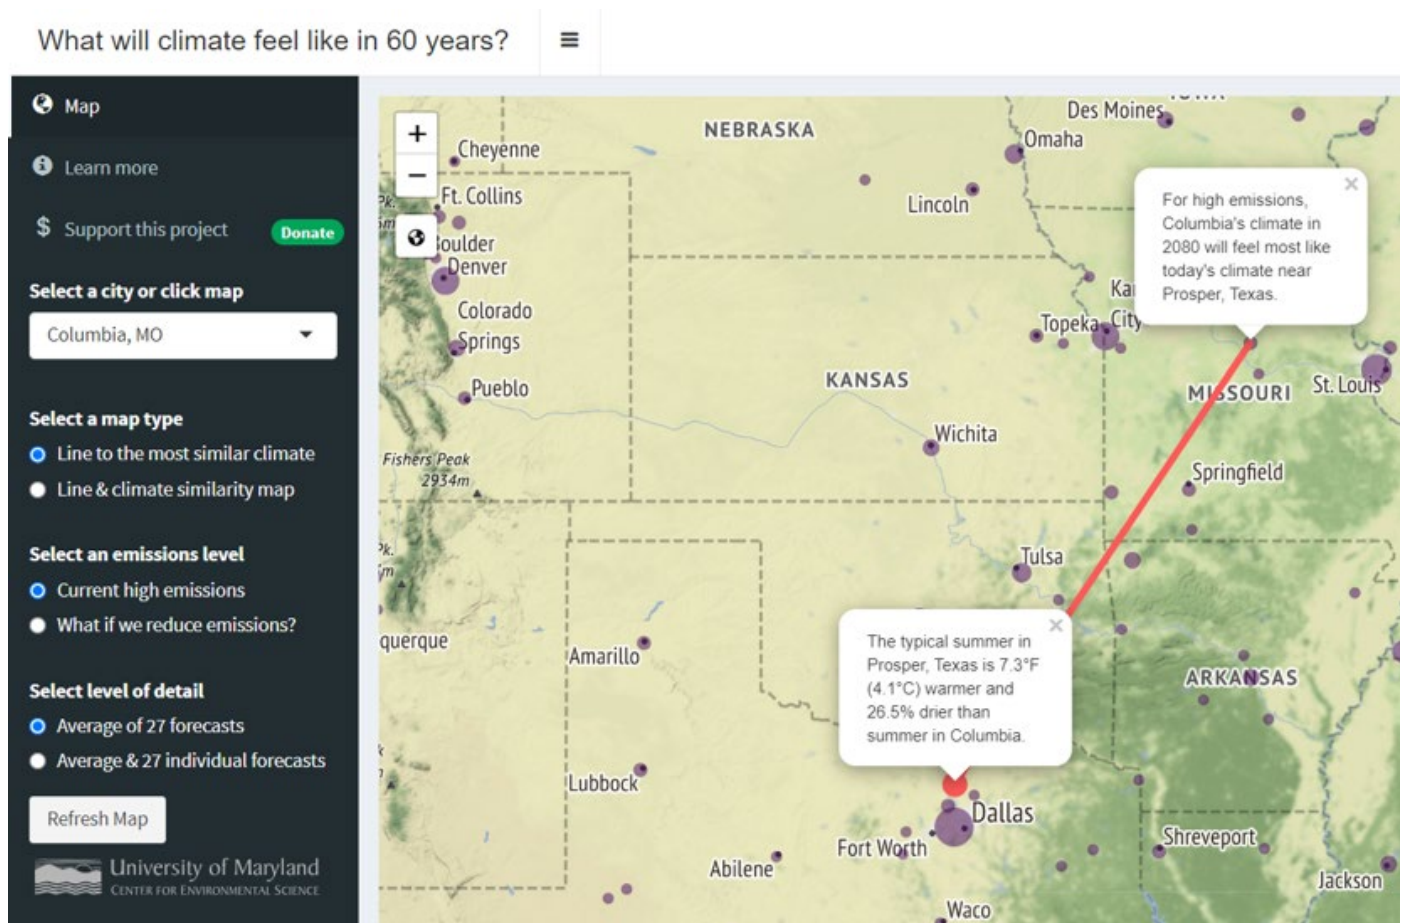 What will climate feel like in 60 years?
Map
Learn more
Support this project
Donate
Select a city or click map
Columbia, MO
Select a map type
Line to the most similar climate
Line & climate similarity map
Select an emissions level
Current high emissions
What if we reduce emissions?
Select level of detail
Average of 27 forecasts
Average & 27 individual forecasts
Refresh Map
University of Maryland
CENTER FOR ENVIRONMENTAL SCIENCE
+
−
NEBRASKA
Des Moines
Omaha
Cheyenne
Ft. Collins
Lincoln
Pk.
Boulder
Denver
Colorado
Springs
Pueblo
For high emissions,
Columbia's climate in
2080 will feel most like
today's climate near
Prosper, Texas.
×
Topeka
City
KANSAS
MISSOURI
St. Louis
Wichita
Fishers Peak
2934m
Springfield
Pk.
Tulsa
querque
Amarillo
The typical summer in
Prosper, Texas is 7.3°F
(4.1°C) warmer and
26.5% drier than
summer in Columbia.
×
ARKANSAS
Lubbock
Dallas
Fort Worth
Shreveport
Abilene
Jackson
Waco